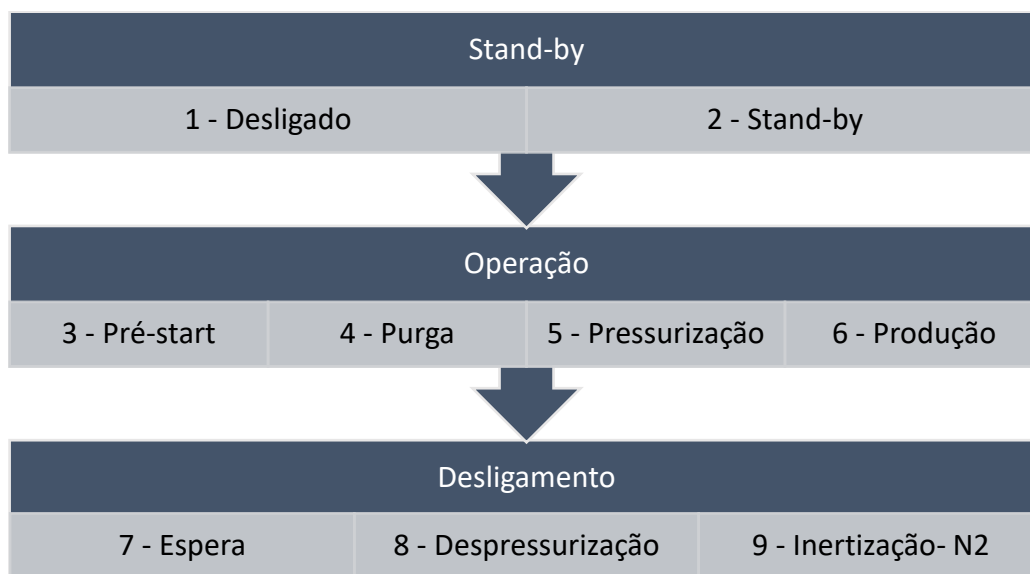 Stand-by
1 - Desligado
2 - Stand-by
Operação
3 - Pré-start
4 - Purga
5 - Pressurização
6 - Produção
Desligamento
7 - Espera
8 - Despressurização
9 - Inertização- N2